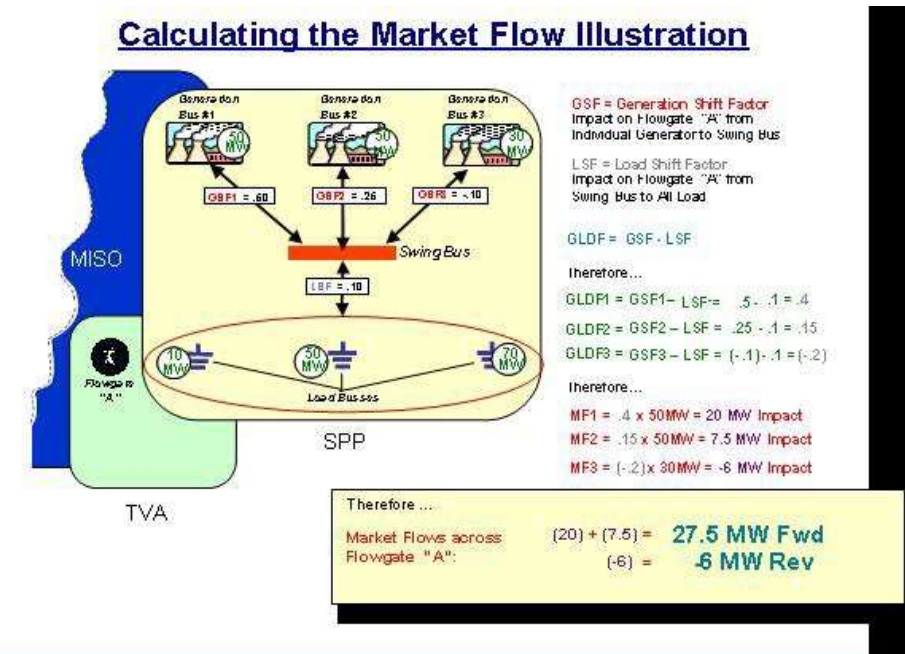 Calculating the Market Flow Illustration
Generation
Bus #1
Generation
Bus #2
Generation
Bus #3
50
MW
50
MW
30
MW
GSF1 = .60
GSF2 = .25
GSF3 = -.10
Swing Bus
LSF = .10
MISO
10
MW
50
MW
70
MW
Load Busses
Flowgate
"A"
SPP
TVA
GSF = Generation Shift Factor
Impact on Flowgate "A" from
Individual Generator to Swing Bus
LSF = Load Shift Factor
Impact on Flowgate "A" from
Swing Bus to All Load
GLDF = GSF - LSF
Therefore...
GLDF1 = GSF1 – LSF = .5 - .1 = .4
GLDF2 = GSF2 – LSF = .25 - .1 = .15
GLDF3 = GSF3 – LSF = (-.1) - .1 = (-.2)
Therefore...
MF1 = .4 x 50MW = 20 MW Impact
MF2 = .15 x 50MW = 7.5 MW Impact
MF3 = (-.2) x 30MW = -6 MW Impact
Therefore ...
Market Flows across (20) + (7.5) = 27.5 MW Fwd
Flowgate "A": (-6) = -6 MW Rev